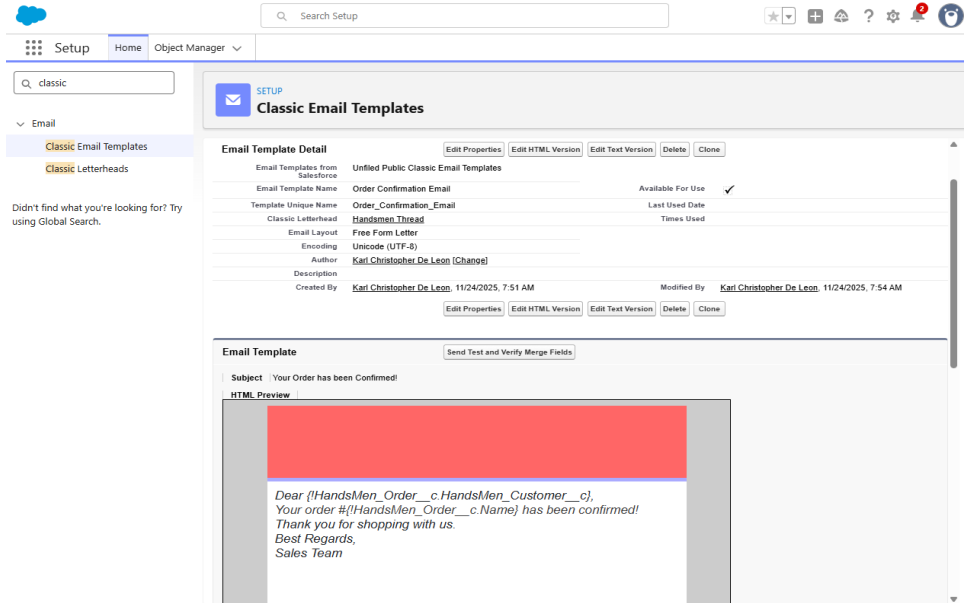 Search Setup
2
Setup
Home
Object Manager
classic
Email
Classic Email Templates
Classic Letterheads
Didn't find what you're looking for? Try
using Global Search.
SETUP
Classic Email Templates
Email Template Detail
Edit Properties Edit HTML Version Edit Text Version Delete Clone
Email Templates from Salesforce Unfiled Public Classic Email Templates
Email Template Name Order Confirmation Email Available For Use ✓
Template Unique Name Order_Confirmation_Email Last Used Date
Classic Letterhead Handsmen Thread Times Used
Email Layout Free Form Letter
Encoding Unicode (UTF-8)
Author Karl Christopher De Leon [Change]
Description
Created By Karl Christopher De Leon, 11/24/2025, 7:51 AM Modified By Karl Christopher De Leon, 11/24/2025, 7:54 AM
Edit Properties Edit HTML Version Edit Text Version Delete Clone
Email Template Send Test and Verify Merge Fields
Subject Your Order has been Confirmed!
HTML Preview
Dear {!HandsMen_Order__c.HandsMen_Customer__c},
Your order #{!HandsMen_Order__c.Name} has been confirmed!
Thank you for shopping with us.
Best Regards,
Sales Team